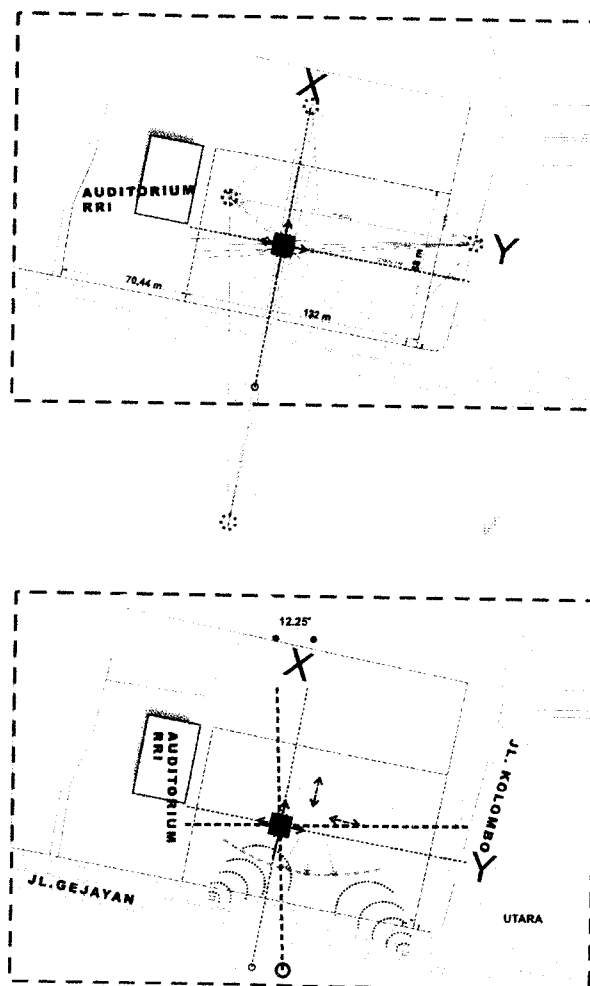 X
AUDITORIUM
RRI
Y
70,44 m
132 m
12.25°
X
AUDITORIUM
RRI
JL. KOLOMBO
Y
JL.GEJAYAN
UTARA